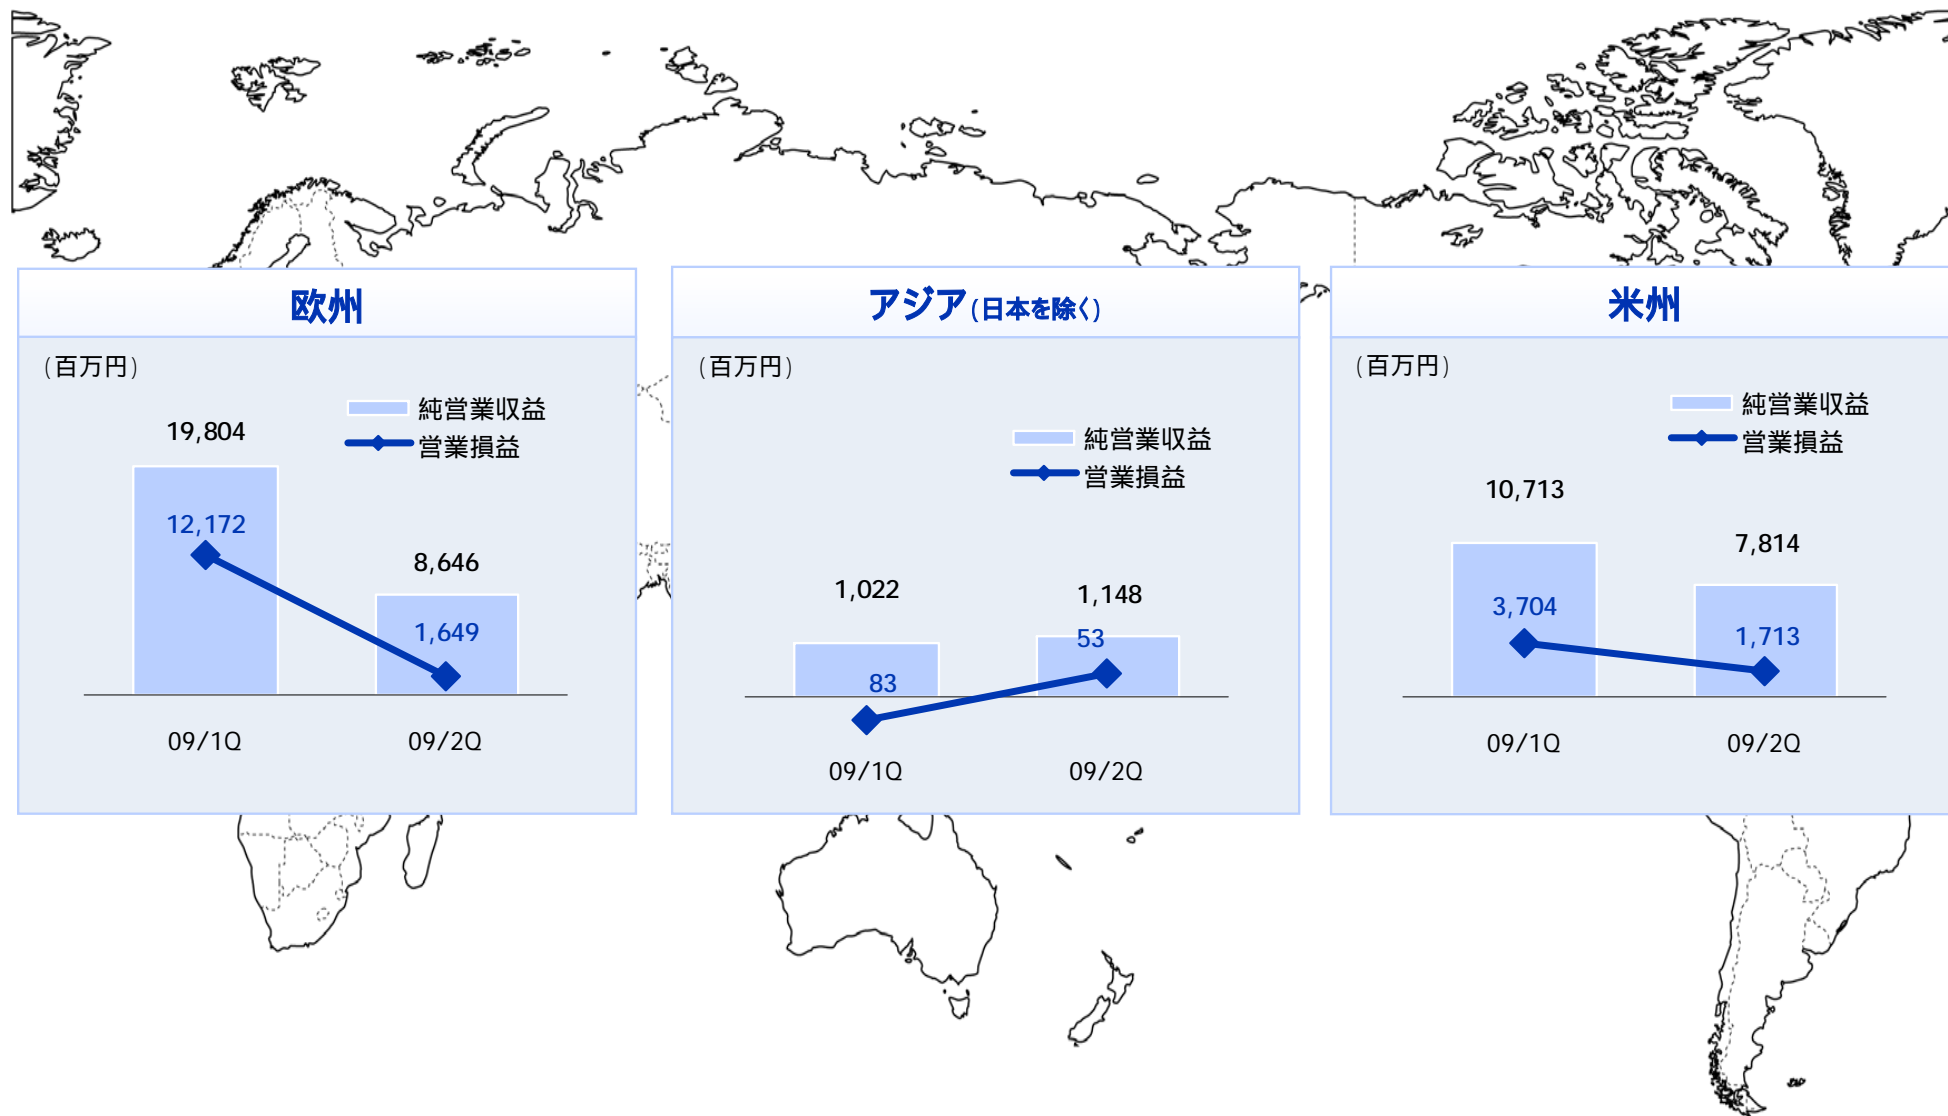 欧州
(百万円)
純営業収益
営業損益
19,804
12,172
8,646
1,649
09/1Q
09/2Q
アジア(日本を除く)
(百万円)
純営業収益
営業損益
1,022
83
1,148
53
09/1Q
09/2Q
米州
(百万円)
純営業収益
営業損益
10,713
3,704
7,814
1,713
09/1Q
09/2Q